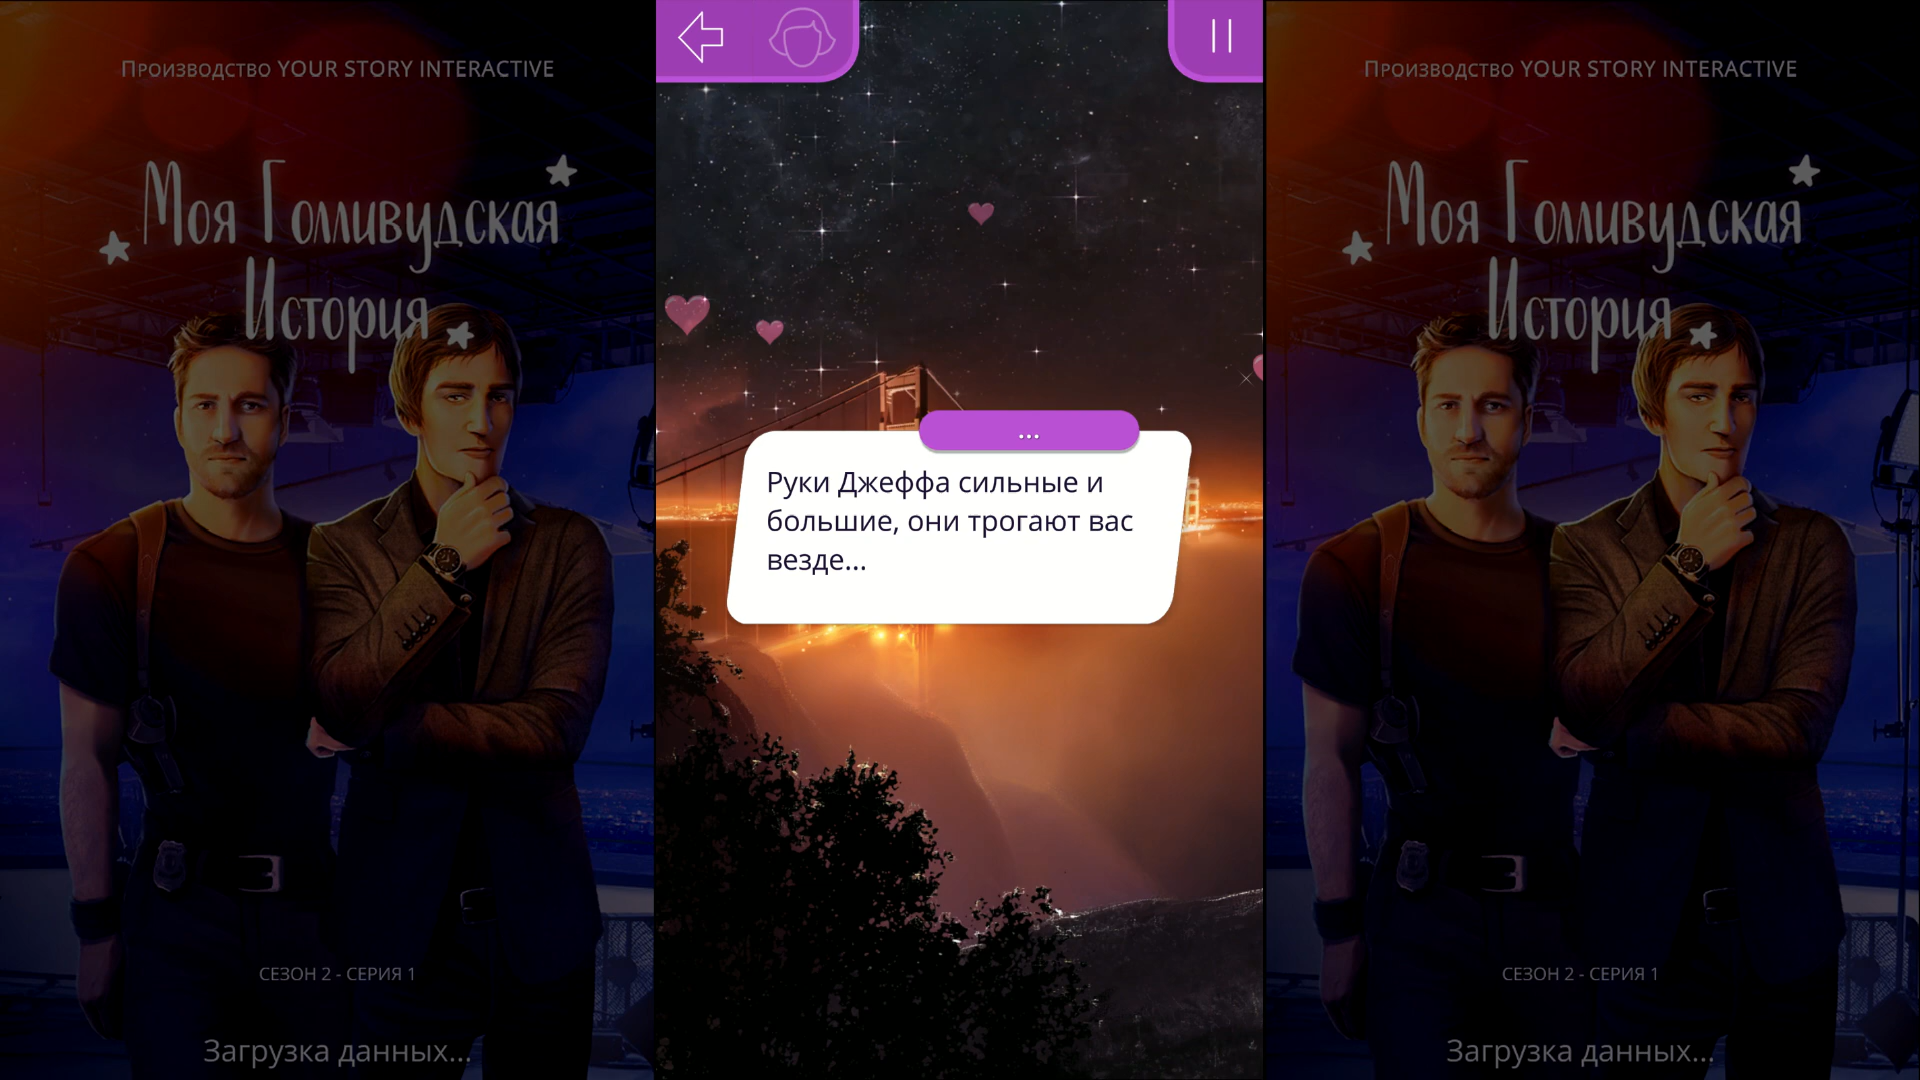 Производство YOUR STORY INTERACTIVE
Моя Голливудская
История
СЕЗОН 2 - СЕРИЯ 1
Загрузка данных...
...
Руки Джеффа сильные и
большие, они трогают вас
везде...
Производство YOUR STORY INTERACTIVE
Моя Голливудская
История
СЕЗОН 2 - СЕРИЯ 1
Загрузка данных...